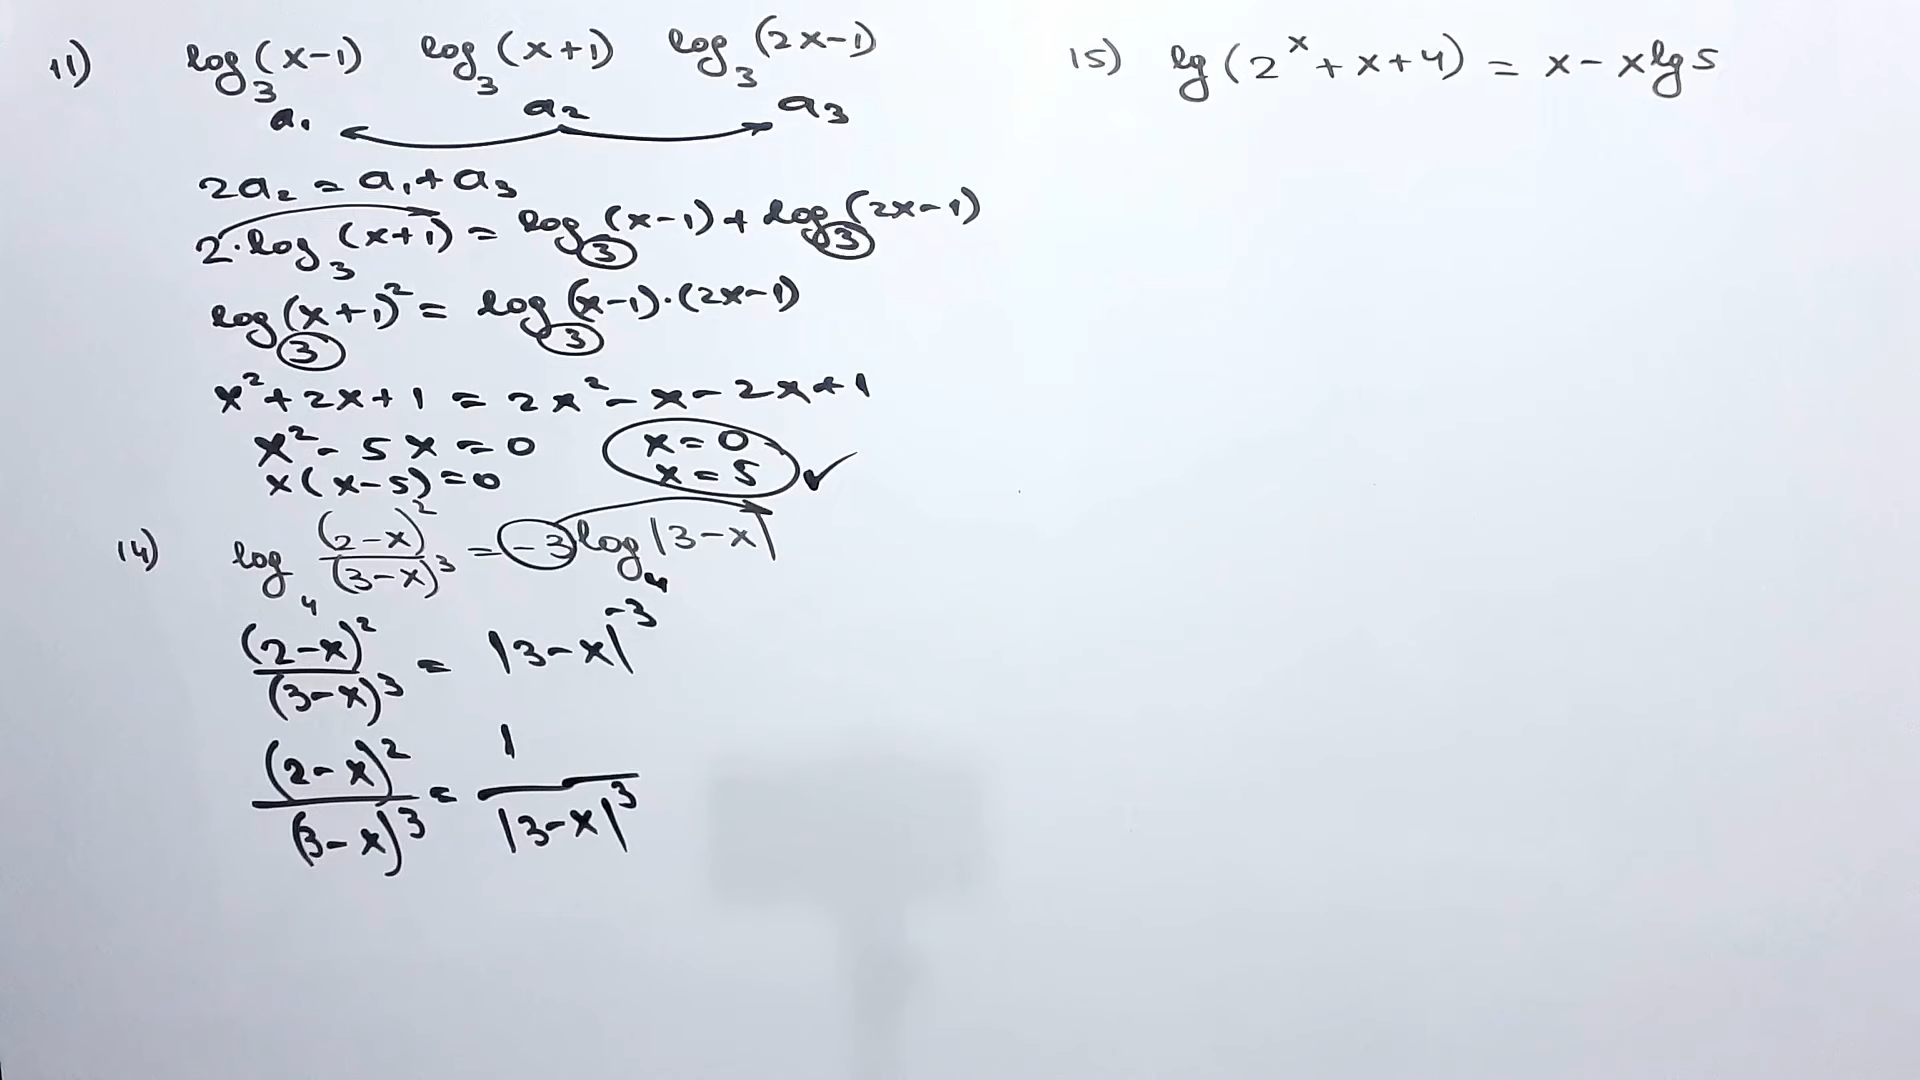 11) log₃(x-1) log₃(x+1) log₃(2x-1)
a₁ a₂ a₃
2a₂ = a₁ + a₃
2·log₃(x+1) = log₃(x-1) + log₃(2x-1)
log₃(x+1)² = log₃(x-1)·(2x-1)
x² + 2x + 1 = 2x² - x - 2x + 1
x² - 5x = 0 x = 0
x(x-5) = 0 x = 5 ✓
14) log₄ (2-x)²/(3-x)³ = -3 log₄ |3-x|
(2-x)²/(3-x)³ = |3-x|⁻³
(2-x)²/(3-x)³ = 1/|3-x|³
15) lg(2ˣ + x + 4) = x - x lg 5